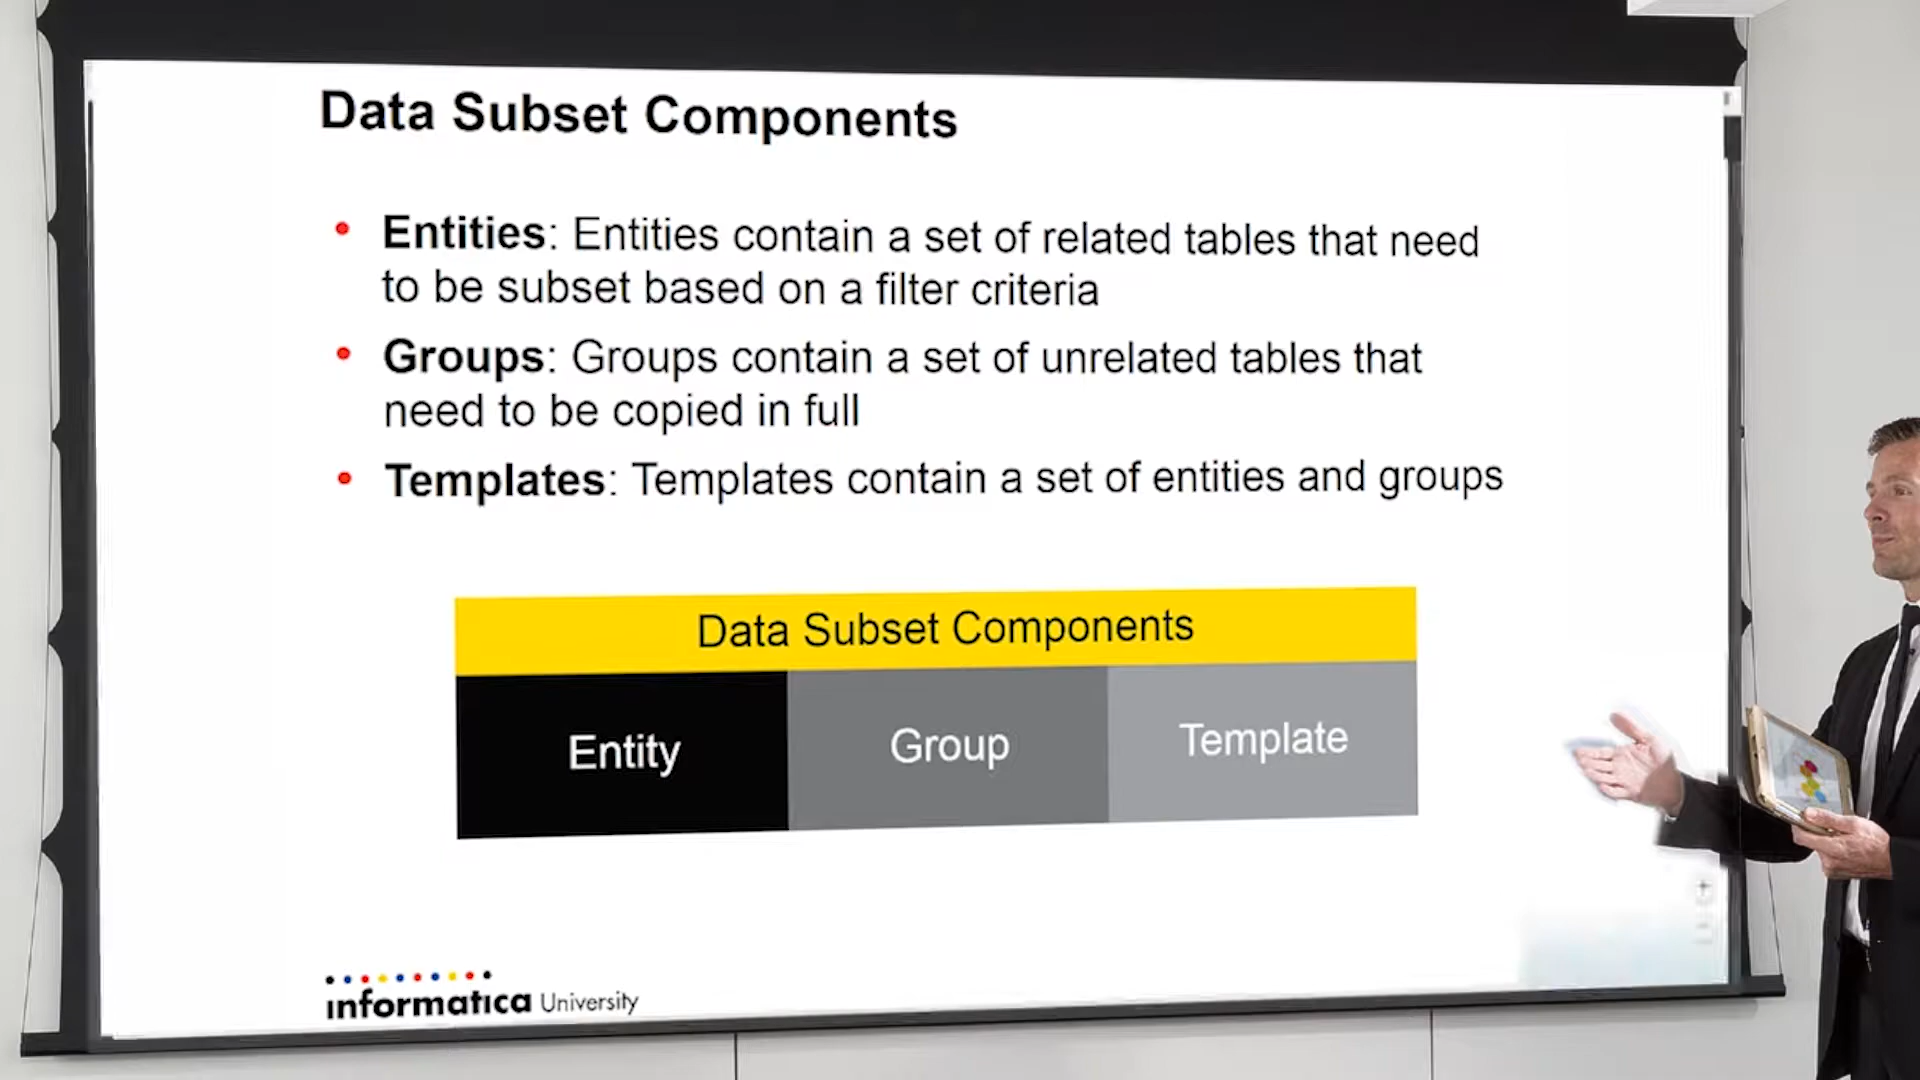 Data Subset Components
• Entities: Entities contain a set of related tables that need
to be subset based on a filter criteria
• Groups: Groups contain a set of unrelated tables that
need to be copied in full
• Templates: Templates contain a set of entities and groups
Data Subset Components
Entity
Group
Template
informatica University